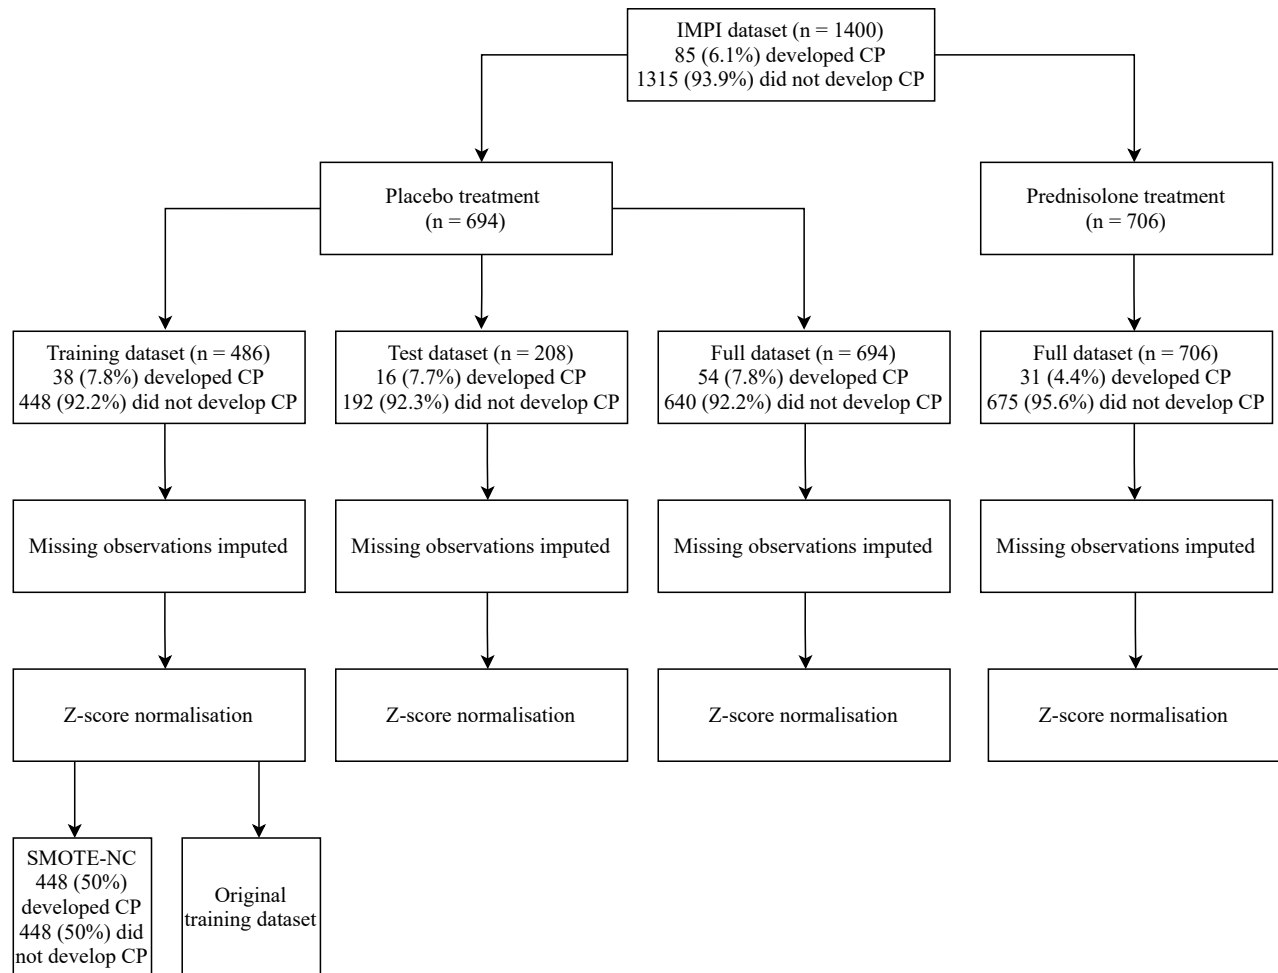 IMPI dataset (n = 1400)
85 (6.1%) developed CP
1315 (93.9%) did not develop CP
Placebo treatment
(n = 694)
Prednisolone treatment
(n = 706)
Training dataset (n = 486)
38 (7.8%) developed CP
448 (92.2%) did not develop CP
Test dataset (n = 208)
16 (7.7%) developed CP
192 (92.3%) did not develop CP
Full dataset (n = 694)
54 (7.8%) developed CP
640 (92.2%) did not develop CP
Full dataset (n = 706)
31 (4.4%) developed CP
675 (95.6%) did not develop CP
Missing observations imputed
Missing observations imputed
Missing observations imputed
Missing observations imputed
Z-score normalisation
Z-score normalisation
Z-score normalisation
Z-score normalisation
SMOTE-NC
448 (50%)
developed CP
448 (50%) did
not develop CP
Original
training dataset